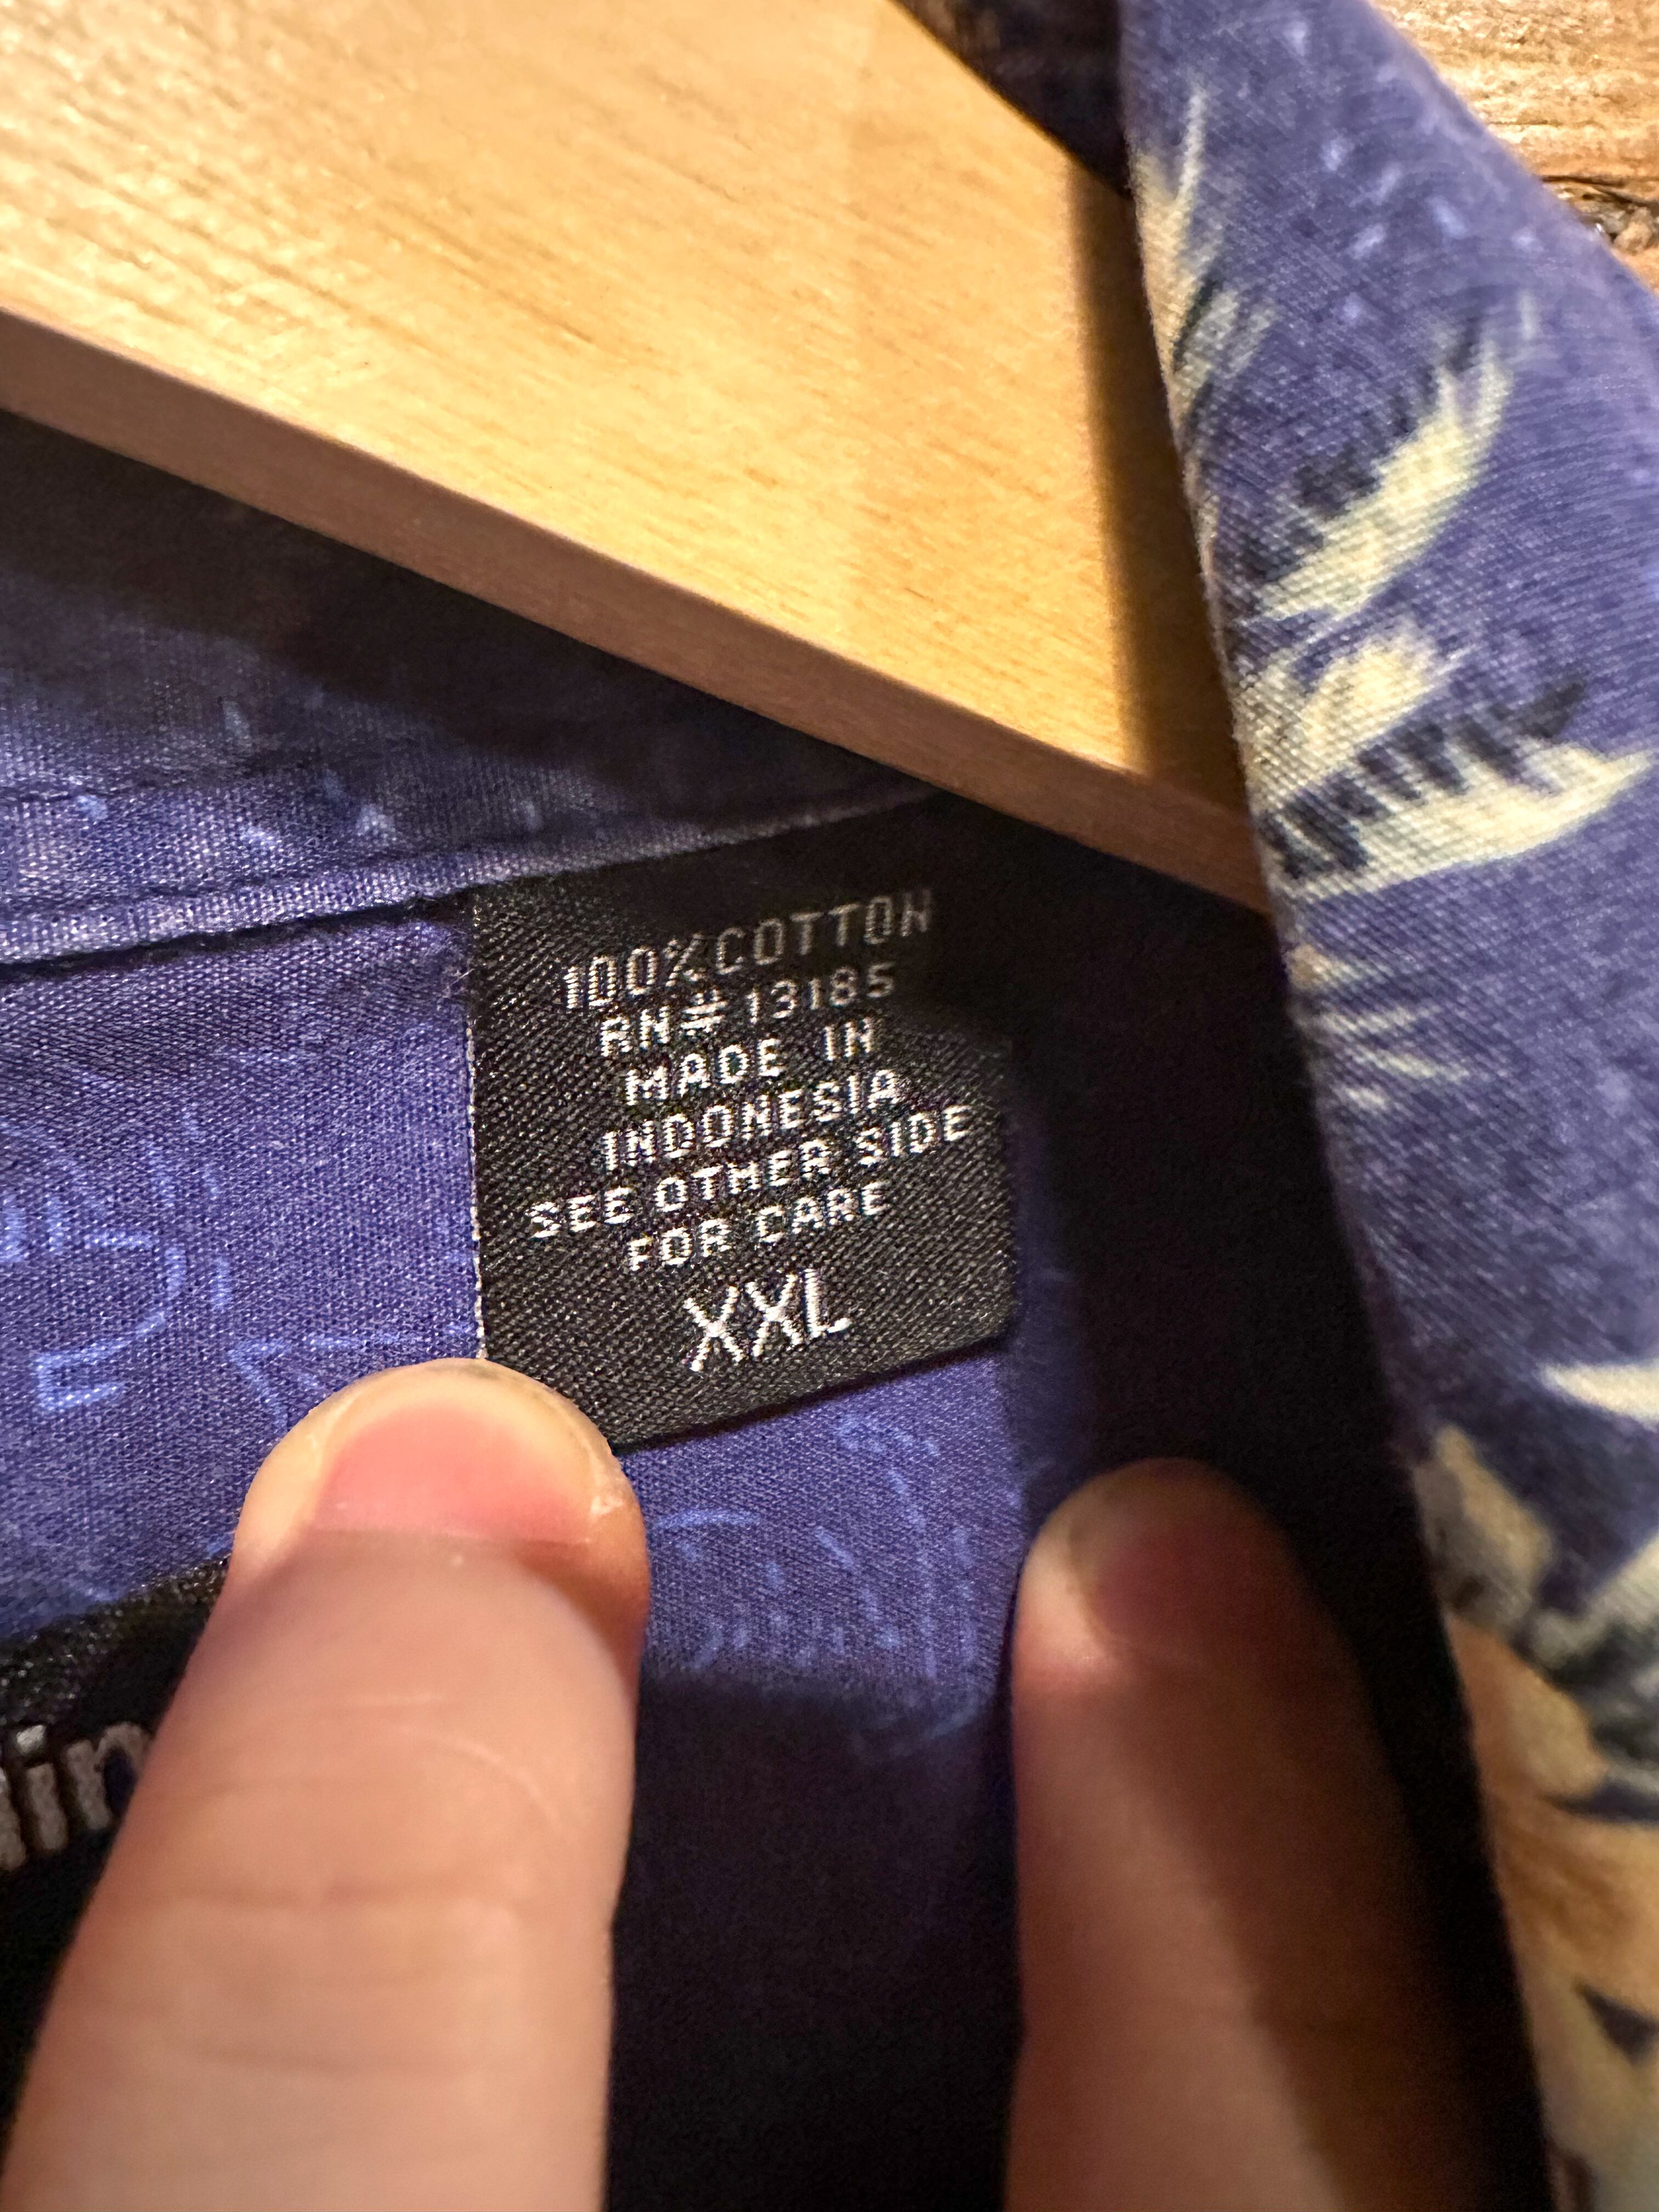 100% COTTON
RN# 13185
MADE IN
INDONESIA
SEE OTHER SIDE
FOR CARE
XXL